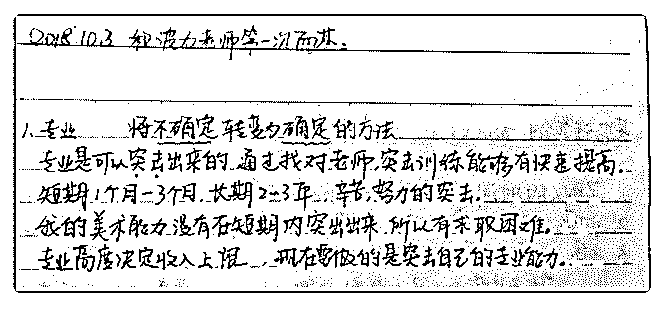 2018.10.3 和波力老师第一次面谈.
1.专业 将不确定转变为确定的方法
专业是可以突击出来的,通过找对老师,突击训练能够有快速提高.
短期1个月-3个月,长期2-3年,辛苦,努力的突击.
我的美术能力没有在短期内突出出来,所以有求职困难.
专业高度决定收入上限,现在要做的是突击自己的专业能力.